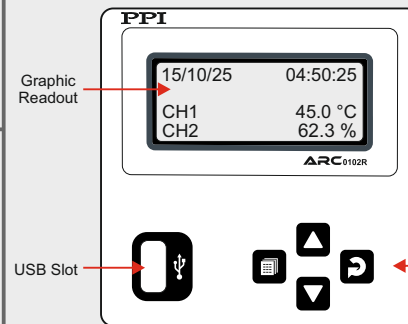 PPI
Graphic
Readout
15/10/25 04:50:25
CH1 45.0 °C
CH2 62.3 %
ARC0102R
USB Slot